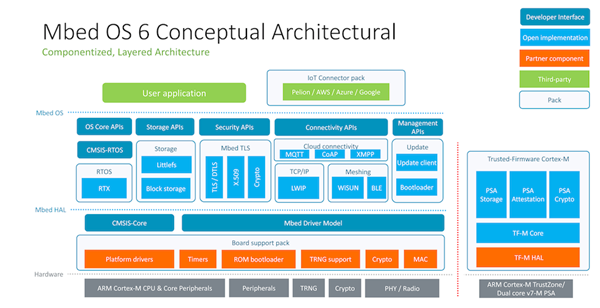 Mbed OS 6 Conceptual Architectural
Componentized, Layered Architecture
Developer Interface
Open implementation
Partner component
Third-party
Pack
User application
IoT Connector pack
Pelion / AWS / Azure / Google
Mbed OS
OS Core APIs
Storage APIs
Security APIs
Connectivity APIs
Management
APIs
CMSIS-RTOS
RTOS
RTX
Storage
Littlefs
Block storage
Mbed TLS
TLS / DTLS
X.509
Crypto
Cloud connectivity
MQTT
CoAP
XMPP
TCP/IP
LWIP
Meshing
WiSUN
BLE
Update
Update client
Bootloader
Trusted-Firmware Cortex-M
PSA
Storage
PSA
Attestation
PSA
Crypto
TF-M Core
TF-M HAL
Mbed HAL
CMSIS-Core
Mbed Driver Model
Board support pack
Platform drivers
Timers
ROM bootloader
TRNG support
Crypto
MAC
Hardware
ARM Cortex-M CPU & Core Peripherals
Peripherals
TRNG
Crypto
PHY / Radio
ARM Cortex-M TrustZone/
Dual core v7-M PSA